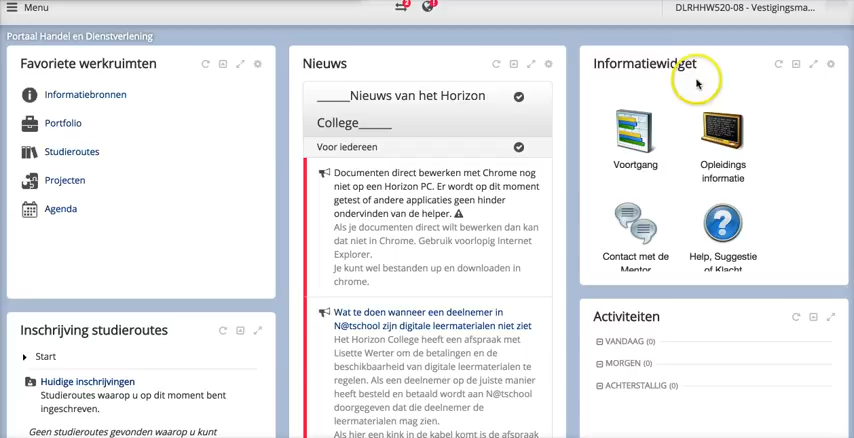 Menu
2
1
DLRHHW520-08 - Vestigingsma...
Portaal Handel en Dienstverlening
Favoriete werkruimten
Informatiebronnen
Portfolio
Studieroutes
Projecten
Agenda
Inschrijving studieroutes
Start
Huidige inschrijvingen
Studieroutes waarop u op dit moment bent
ingeschreven.
Geen studieroutes gevonden waarop u kunt
Nieuws
______Nieuws van het Horizon
College______
Voor iedereen
Documenten direct bewerken met Chrome nog
niet op een Horizon PC. Er wordt op dit moment
getest of andere applicaties geen hinder
ondervinden van de helper.
Als je documenten direct wilt bewerken dan kan
dat niet in Chrome. Gebruik voorlopig Internet
Explorer.
Je kunt wel bestanden up en downloaden in
chrome.
Wat te doen wanneer een deelnemer in
N@tschool zijn digitale leermaterialen niet ziet
Het Horizon College heeft een afspraak met
Lisette Werter om de betalingen en de
beschikbaarheid van digitale leermaterialen te
regelen. Als een deelnemer op de juiste manier
heeft besteld en betaald wordt aan N@tschool
doorgegeven dat die deelnemer de
leermaterialen mag zien.
Als hier een kink in de kabel komt is de afspraak
Informatiewidget
Voortgang
Opleidings
informatie
Contact met de
Mentor
Help, Suggestie
of Klacht
Activiteiten
VANDAAG (0)
MORGEN (0)
ACHTERSTALLIG (0)